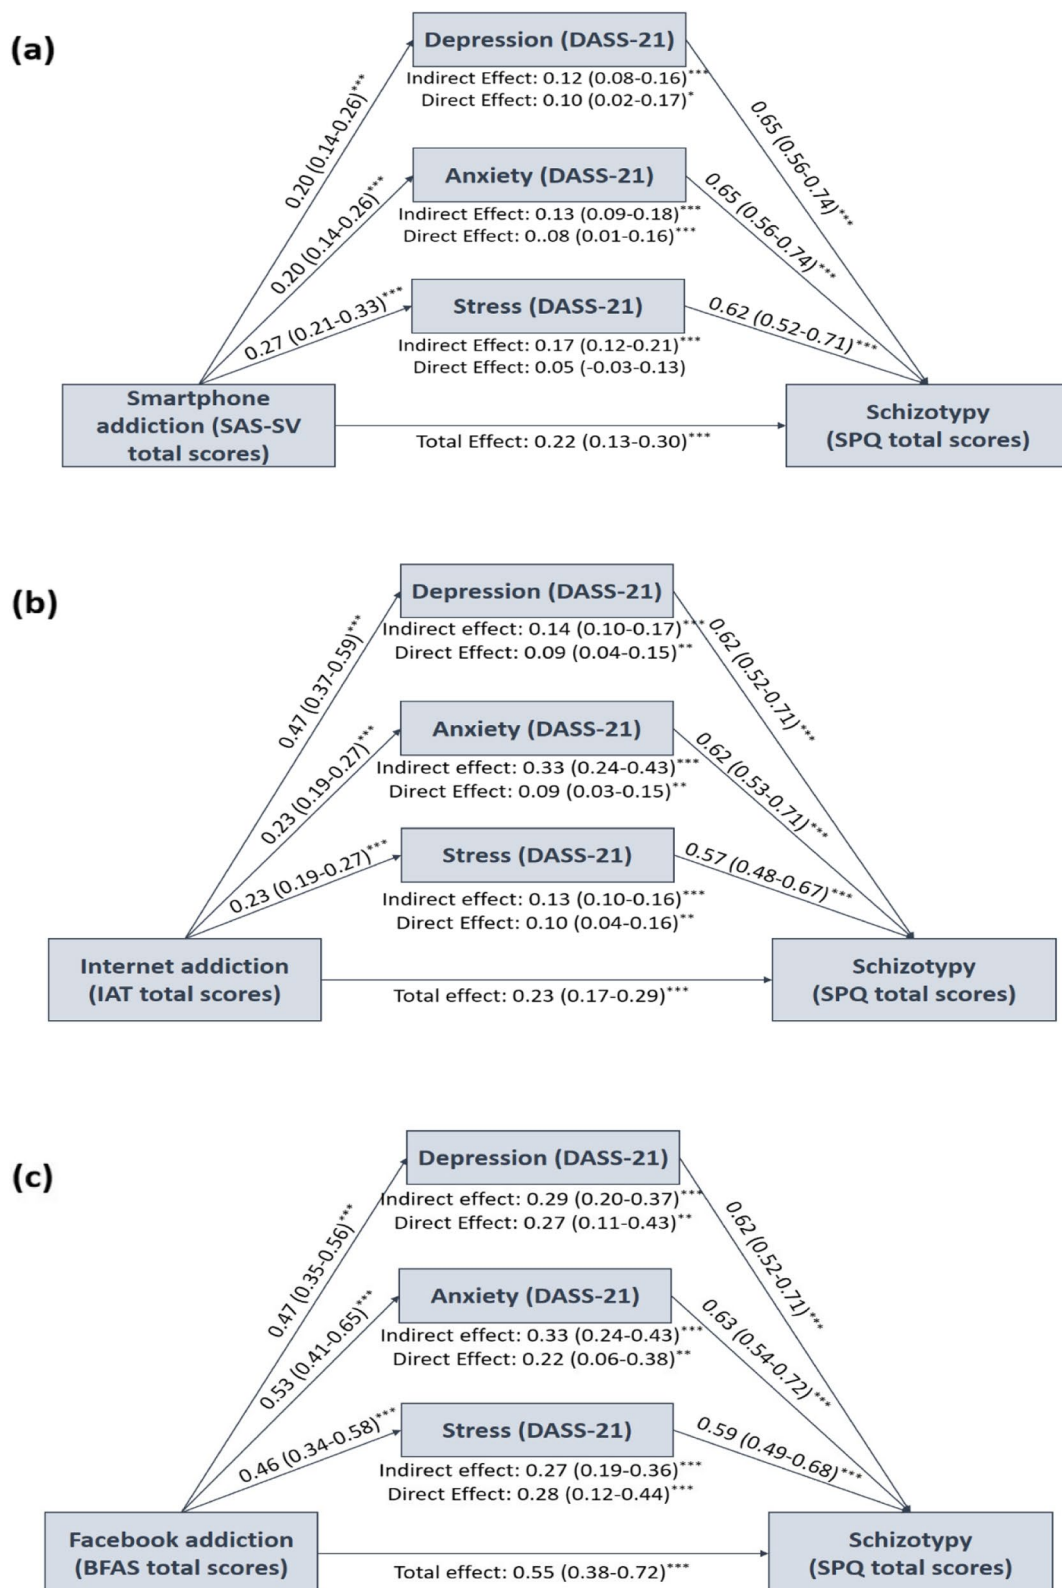 (a)
Depression (DASS-21)
Indirect Effect: 0.12 (0.08-0.16)***
Direct Effect: 0.10 (0.02-0.17)*
0.20 (0.14-0.26)***
0.65 (0.56-0.74)***
Anxiety (DASS-21)
Indirect Effect: 0.13 (0.09-0.18)***
Direct Effect: 0..08 (0.01-0.16)***
0.20 (0.14-0.26)***
0.65 (0.56-0.74)***
Stress (DASS-21)
Indirect Effect: 0.17 (0.12-0.21)***
Direct Effect: 0.05 (-0.03-0.13)
0.27 (0.21-0.33)***
0.62 (0.52-0.71)***
Smartphone
addiction (SAS-SV
total scores)
Total Effect: 0.22 (0.13-0.30)***
Schizotypy
(SPQ total scores)
(b)
Depression (DASS-21)
Indirect effect: 0.14 (0.10-0.17)***
Direct Effect: 0.09 (0.04-0.15)**
0.47 (0.37-0.59)***
0.62 (0.52-0.71)***
Anxiety (DASS-21)
Indirect effect: 0.33 (0.24-0.43)***
Direct Effect: 0.09 (0.03-0.15)**
0.23 (0.19-0.27)***
0.62 (0.53-0.71)***
Stress (DASS-21)
Indirect effect: 0.13 (0.10-0.16)***
Direct Effect: 0.10 (0.04-0.16)**
0.23 (0.19-0.27)***
0.57 (0.48-0.67)***
Internet addiction
(IAT total scores)
Total effect: 0.23 (0.17-0.29)***
Schizotypy
(SPQ total scores)
(c)
Depression (DASS-21)
Indirect effect: 0.29 (0.20-0.37)***
Direct Effect: 0.27 (0.11-0.43)**
0.47 (0.35-0.56)***
0.62 (0.52-0.71)***
Anxiety (DASS-21)
Indirect effect: 0.33 (0.24-0.43)***
Direct Effect: 0.22 (0.06-0.38)**
0.53 (0.41-0.65)***
0.63 (0.54-0.72)***
Stress (DASS-21)
Indirect effect: 0.27 (0.19-0.36)***
Direct Effect: 0.28 (0.12-0.44)***
0.46 (0.34-0.58)***
0.59 (0.49-0.68)***
Facebook addiction
(BFAS total scores)
Total effect: 0.55 (0.38-0.72)***
Schizotypy
(SPQ total scores)